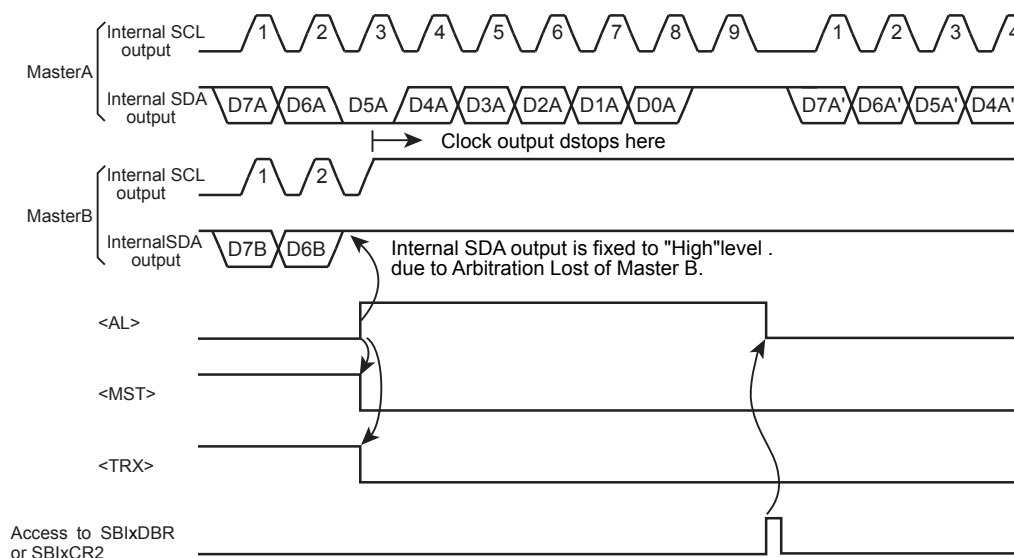 Internal SCL
output
1 2 3 4 5 6 7 8 9 1 2 3 4
MasterA
Internal SDA
output
D7A D6A D5A D4A D3A D2A D1A D0A D7A' D6A' D5A' D4A'
Clock output dstops here
Internal SCL
output
1 2
MasterB
InternalSDA
output
D7B D6B
Internal SDA output is fixed to "High"level .
due to Arbitration Lost of Master B.
<AL>
<MST>
<TRX>
Access to SBIxDBR
or SBIxCR2